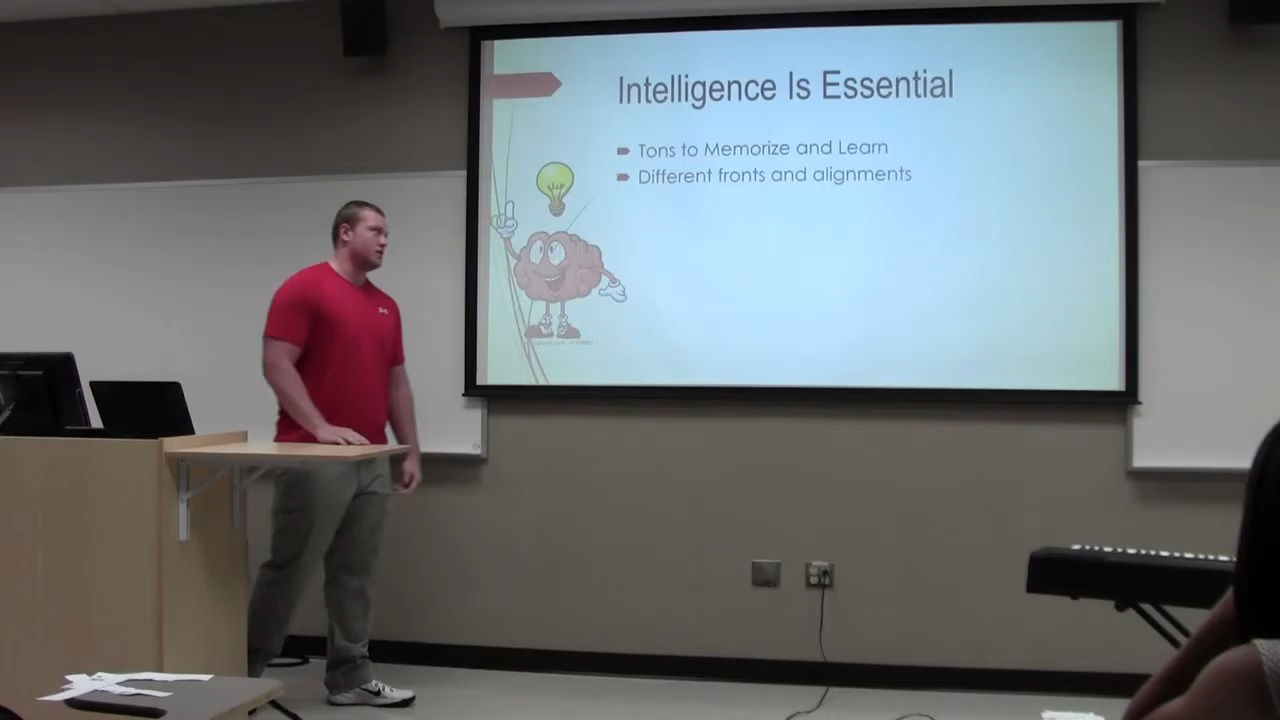 Intelligence Is Essential
Tons to Memorize and Learn
Different fronts and alignments